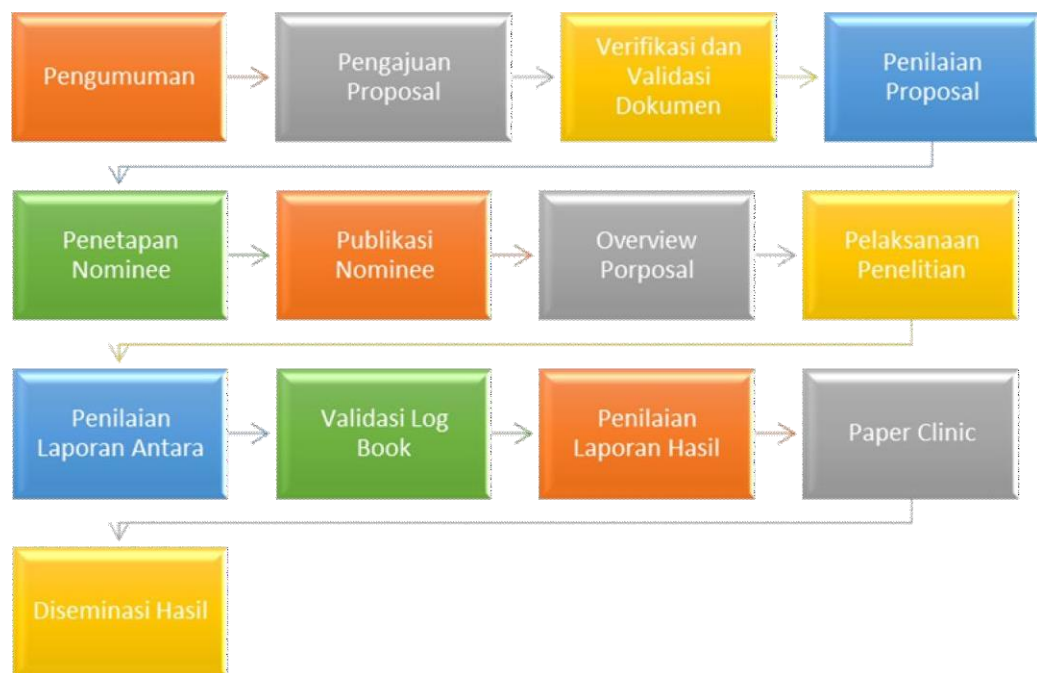 Pengumuman
Pengajuan
Proposal
Verifikasi dan
Validasi
Dokumen
Penilaian
Proposal
Penetapan
Nominee
Publikasi
Nominee
Overview
Porposal
Pelaksanaan
Penelitian
Penilaian
Laporan Antara
Validasi Log
Book
Penilaian
Laporan Hasil
Paper Clinic
Diseminasi Hasil